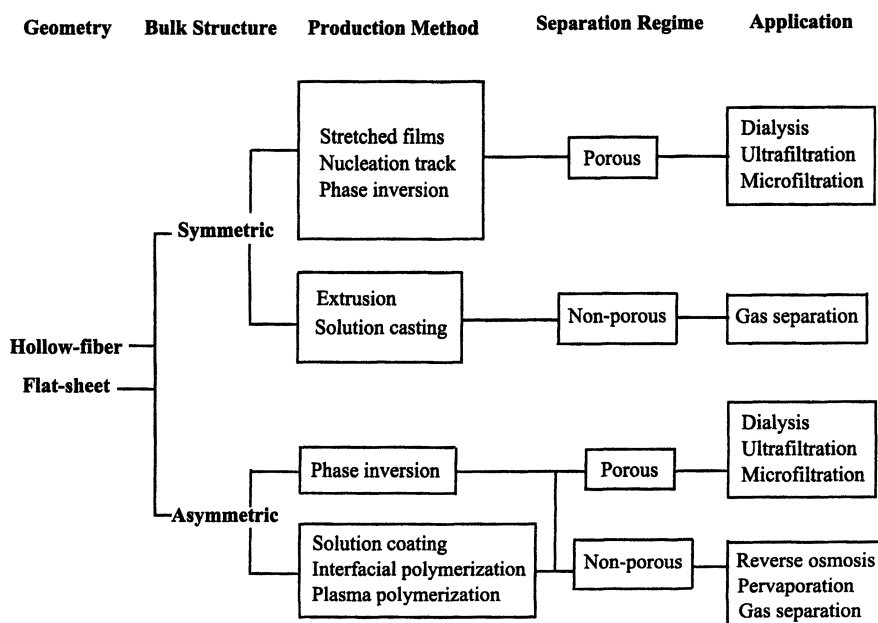 Geometry Bulk Structure Production Method Separation Regime Application
Stretched films
Nucleation track
Phase inversion
Porous
Dialysis
Ultrafiltration
Microfiltration
Symmetric
Extrusion
Solution casting
Non-porous
Gas separation
Hollow-fiber
Flat-sheet
Asymmetric
Phase inversion
Porous
Dialysis
Ultrafiltration
Microfiltration
Solution coating
Interfacial polymerization
Plasma polymerization
Non-porous
Reverse osmosis
Pervaporation
Gas separation